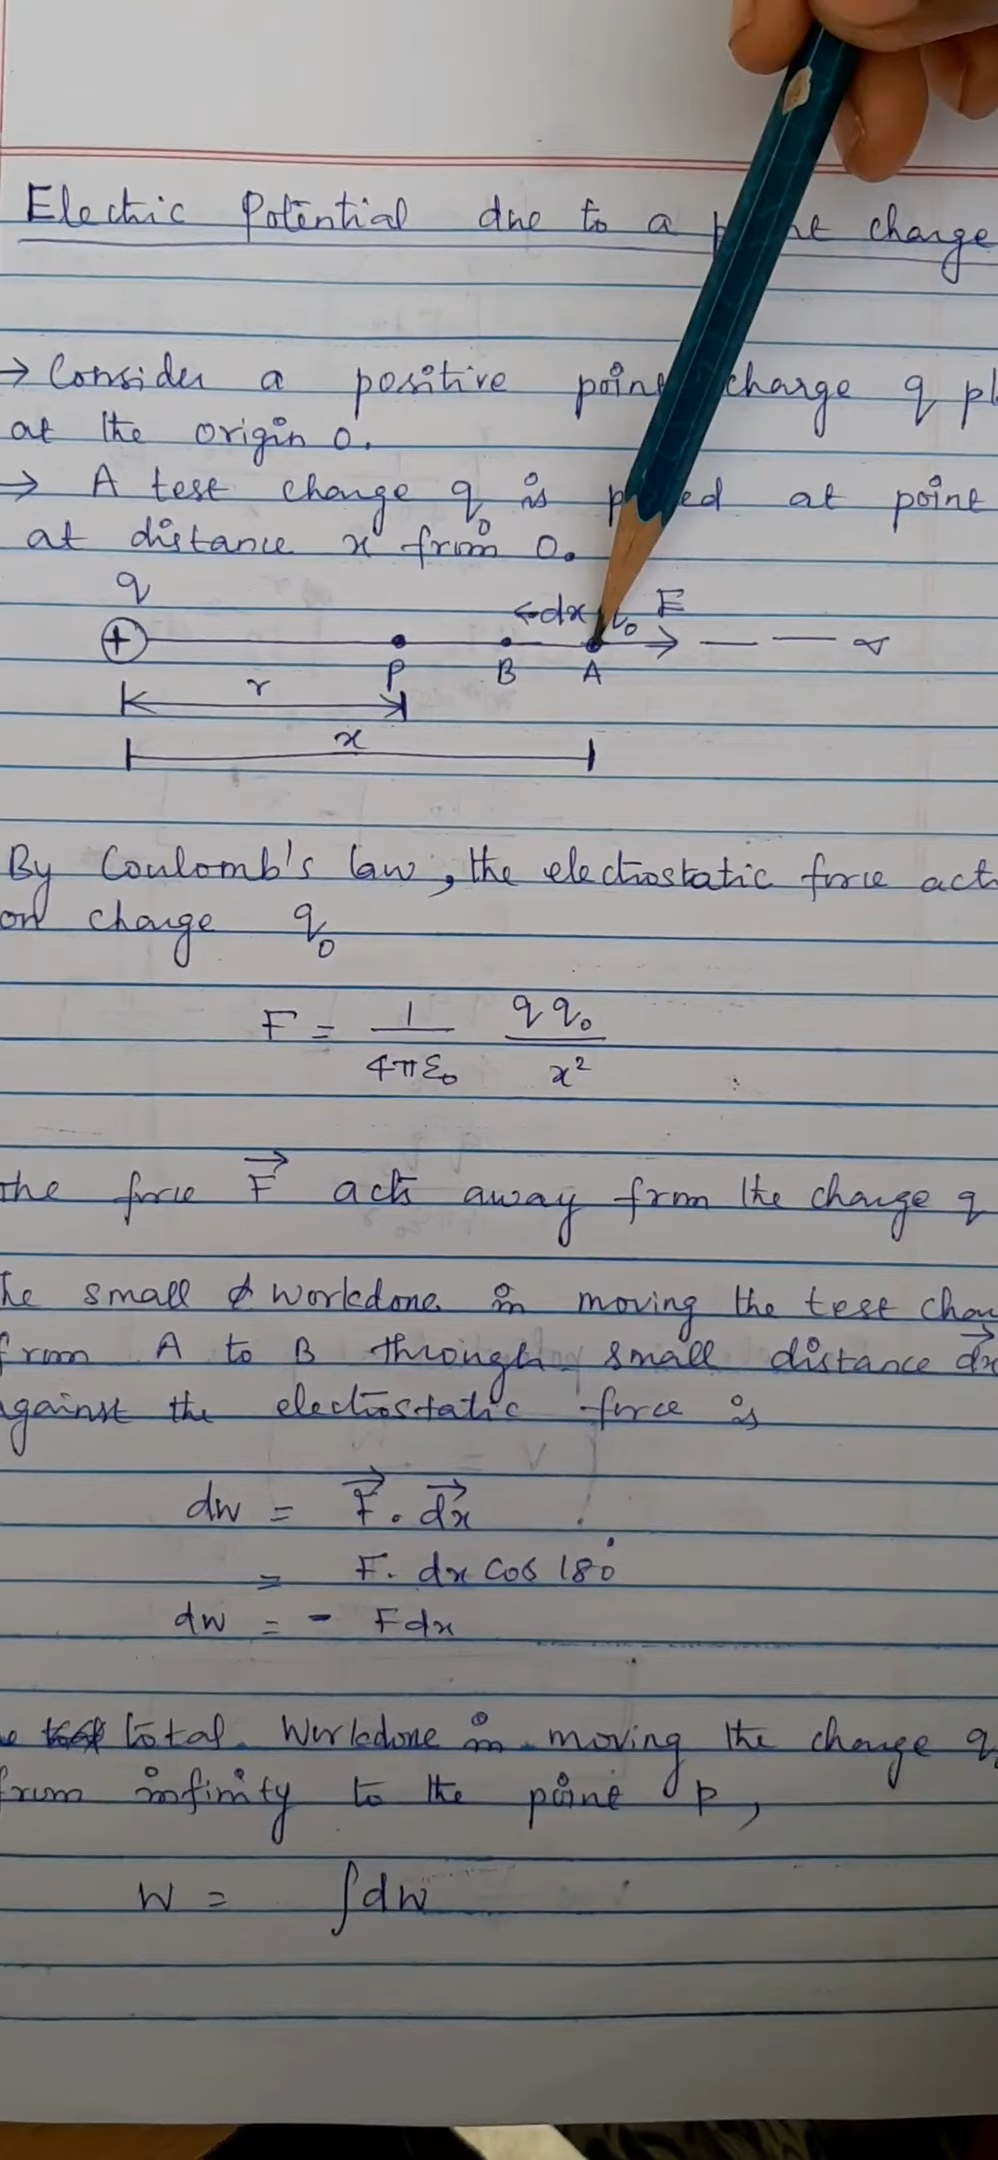 Electric Potential due to a charge
→ Consider a positive point charge q
at the origin O.
→ A test charge q₀ is at point
at distance x from O.
q
←dx E
+ P B A
r
x
By Coulomb's law, the electrostatic force
on charge q₀
F = 1/4πε₀ qq₀/x²
The force F⃗ acts away from the charge q
small workdone in moving the test
from A to B through small distance dx⃗
against the electrostatic force is
dw = F⃗ . dx⃗
= F. dx cos 180°
dw = - Fdx
total workdone in moving the charge q
from infinity to the point P,
W = ∫dw